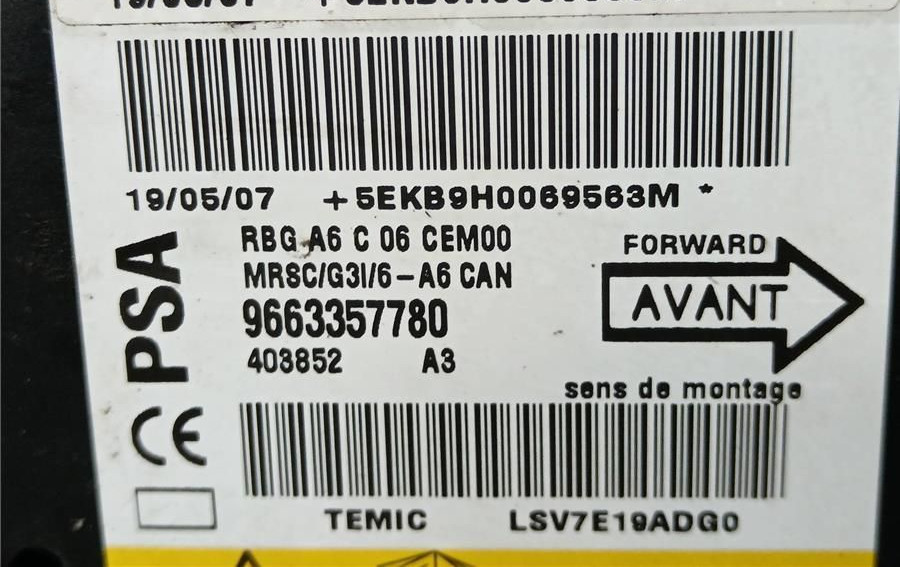 19/05/07 +5EKB9H0069563M *
PSA
RBG A6 C 06 CEM00
MRSC/G3I/6-A6 CAN
9663357780
403852 A3
FORWARD
AVANT
sens de montage
CE
TEMIC LSV7E19ADG0